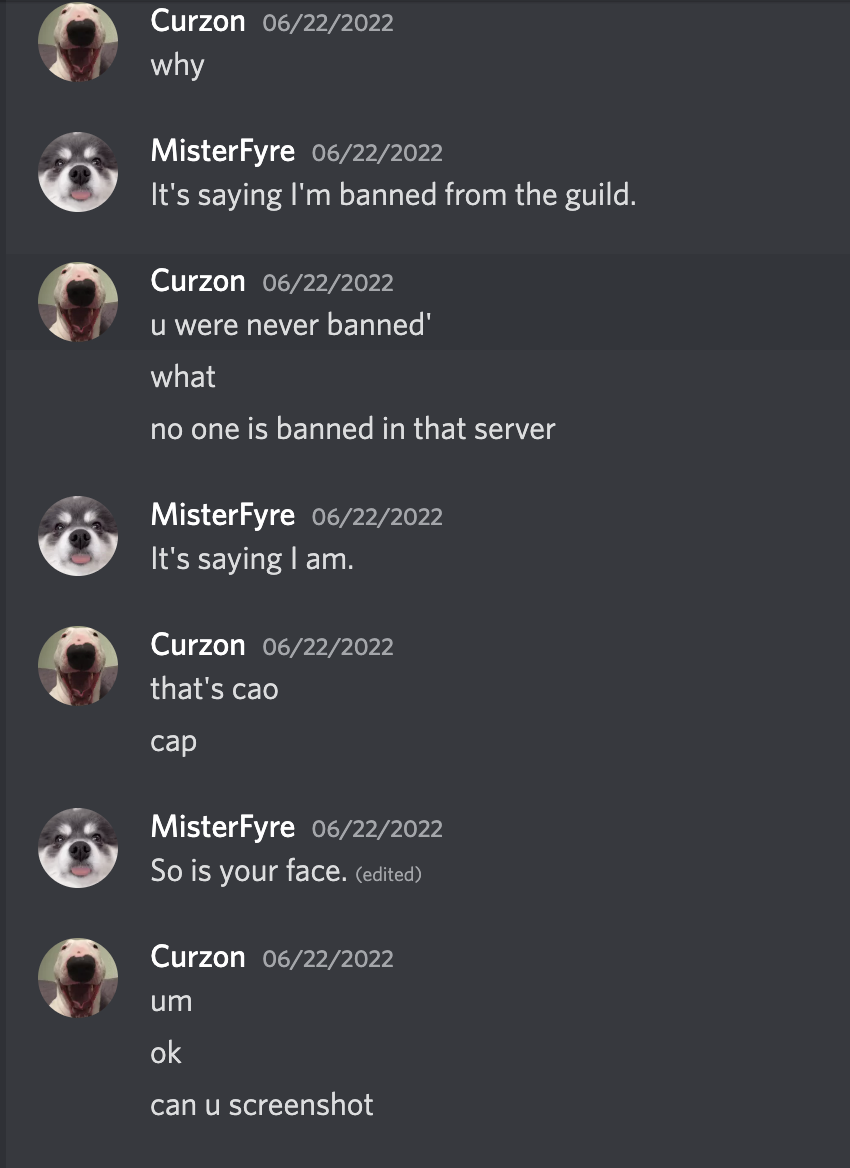 Curzon 06/22/2022
why
MisterFyre 06/22/2022
It's saying I'm banned from the guild.
Curzon 06/22/2022
u were never banned'
what
no one is banned in that server
MisterFyre 06/22/2022
It's saying I am.
Curzon 06/22/2022
that's cao
cap
MisterFyre 06/22/2022
So is your face. (edited)
Curzon 06/22/2022
um
ok
can u screenshot